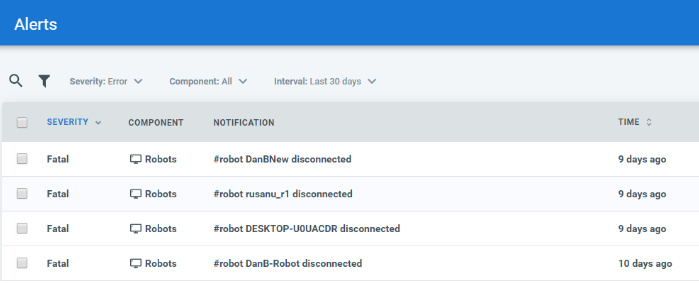 Alerts
Severity: Error Component: All Interval: Last 30 days
SEVERITY COMPONENT NOTIFICATION TIME
Fatal Robots #robot DanBNew disconnected 9 days ago
Fatal Robots #robot rusanu_r1 disconnected 9 days ago
Fatal Robots #robot DESKTOP-U0UACDR disconnected 9 days ago
Fatal Robots #robot DanB-Robot disconnected 10 days ago